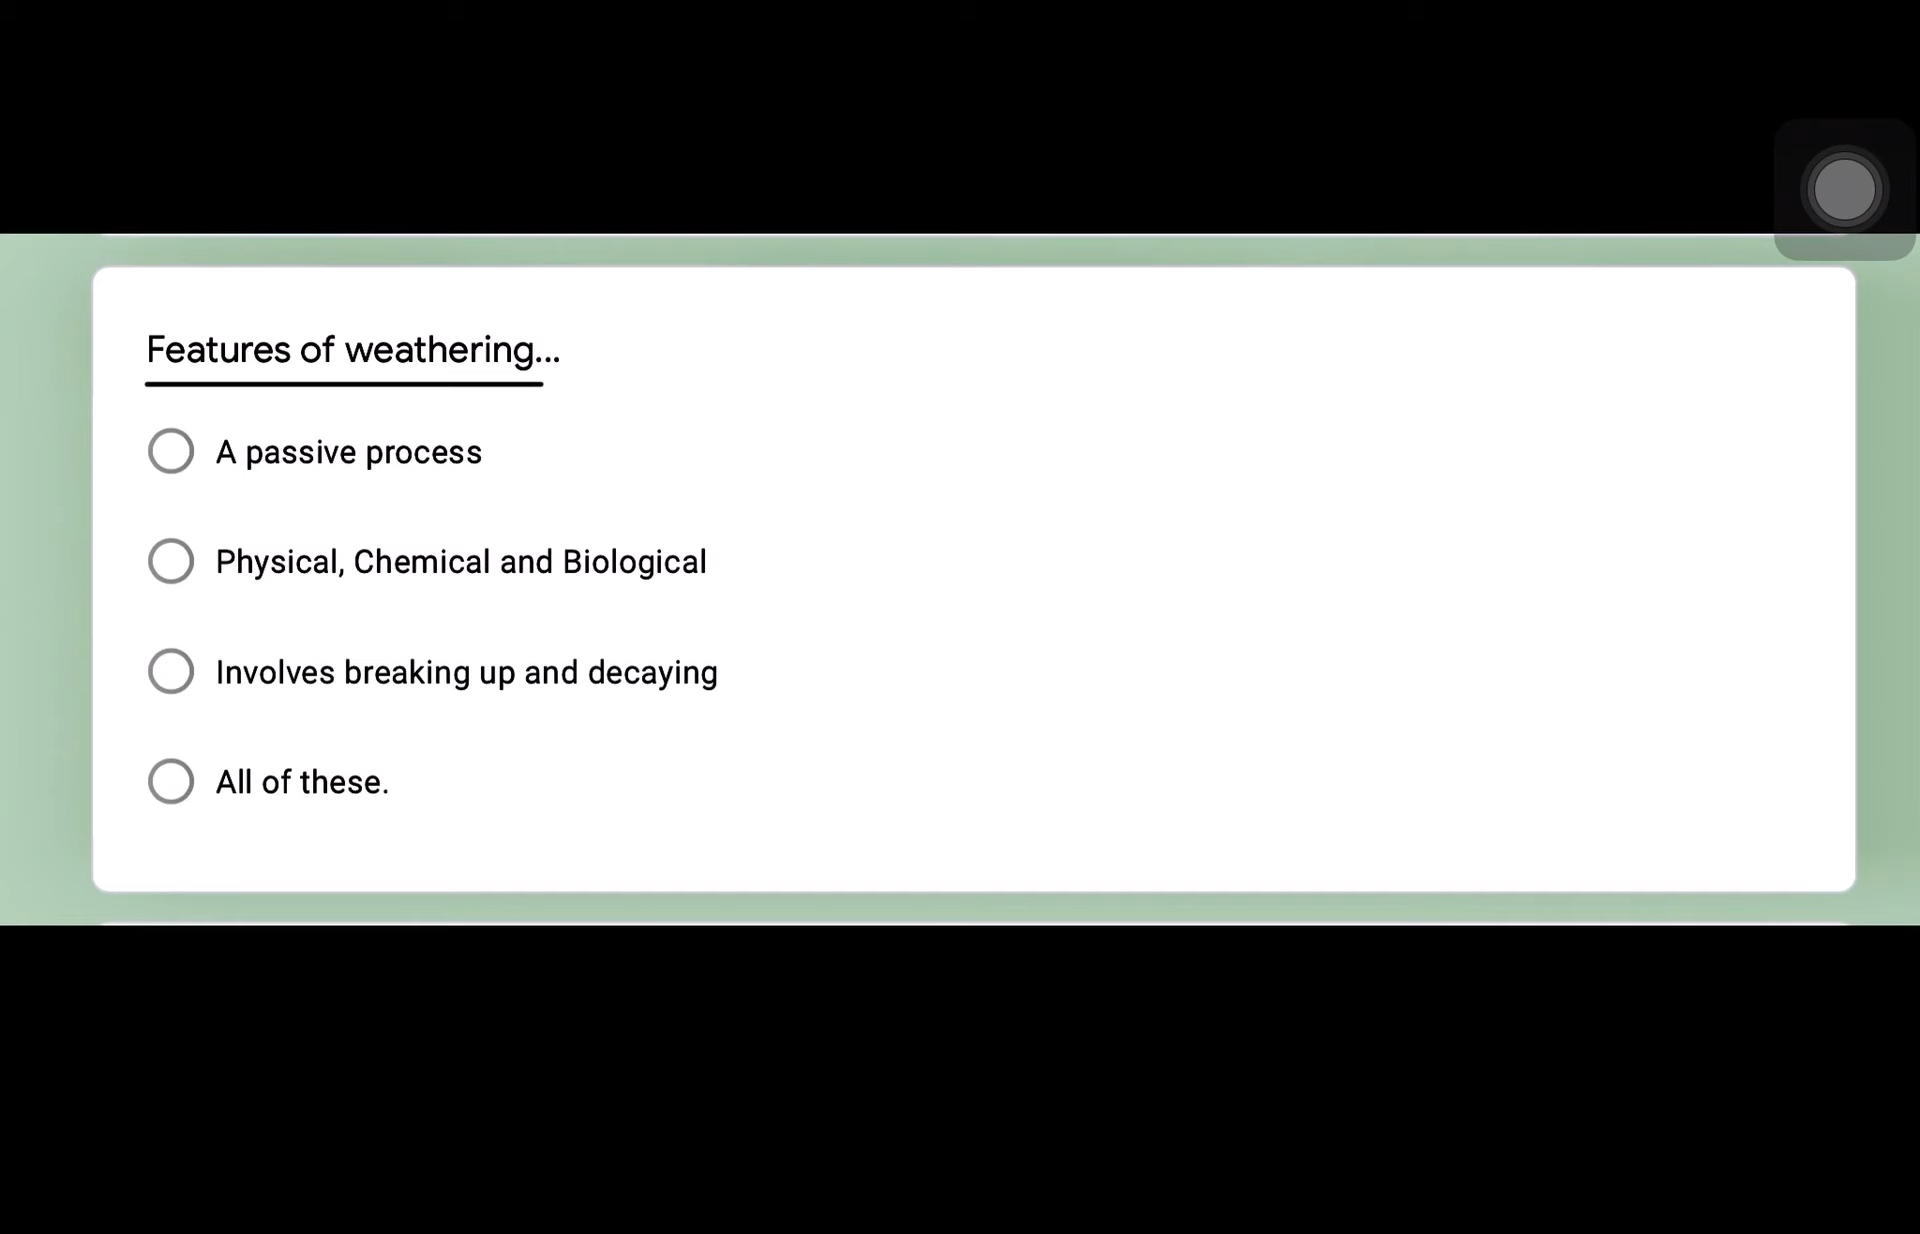 Features of weathering...
A passive process
Physical, Chemical and Biological
Involves breaking up and decaying
All of these.